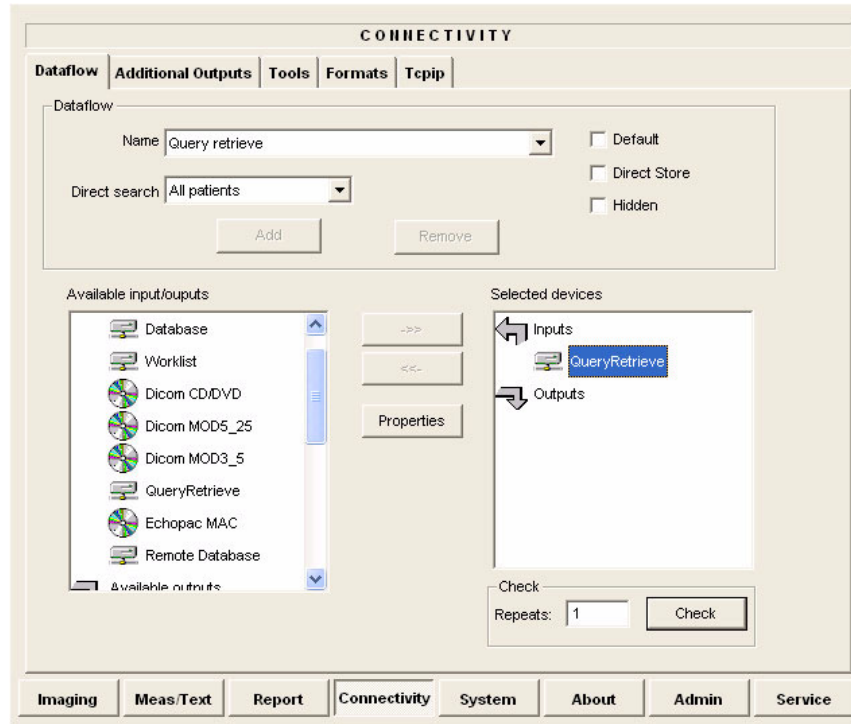 CONNECTIVITY
Dataflow Additional Outputs Tools Formats Tcpip
Dataflow
Name Query retrieve Default
Direct Store
Direct search All patients
Hidden
Add Remove
Available input/ouputs Selected devices
Database ->> Inputs
Worklist <<- QueryRetrieve
Dicom CD/DVD Outputs
Dicom MOD5_25 Properties
Dicom MOD3_5
QueryRetrieve
Echopac MAC
Remote Database
Available outputs
Check
Repeats: 1 Check
Imaging Meas/Text Report Connectivity System About Admin Service